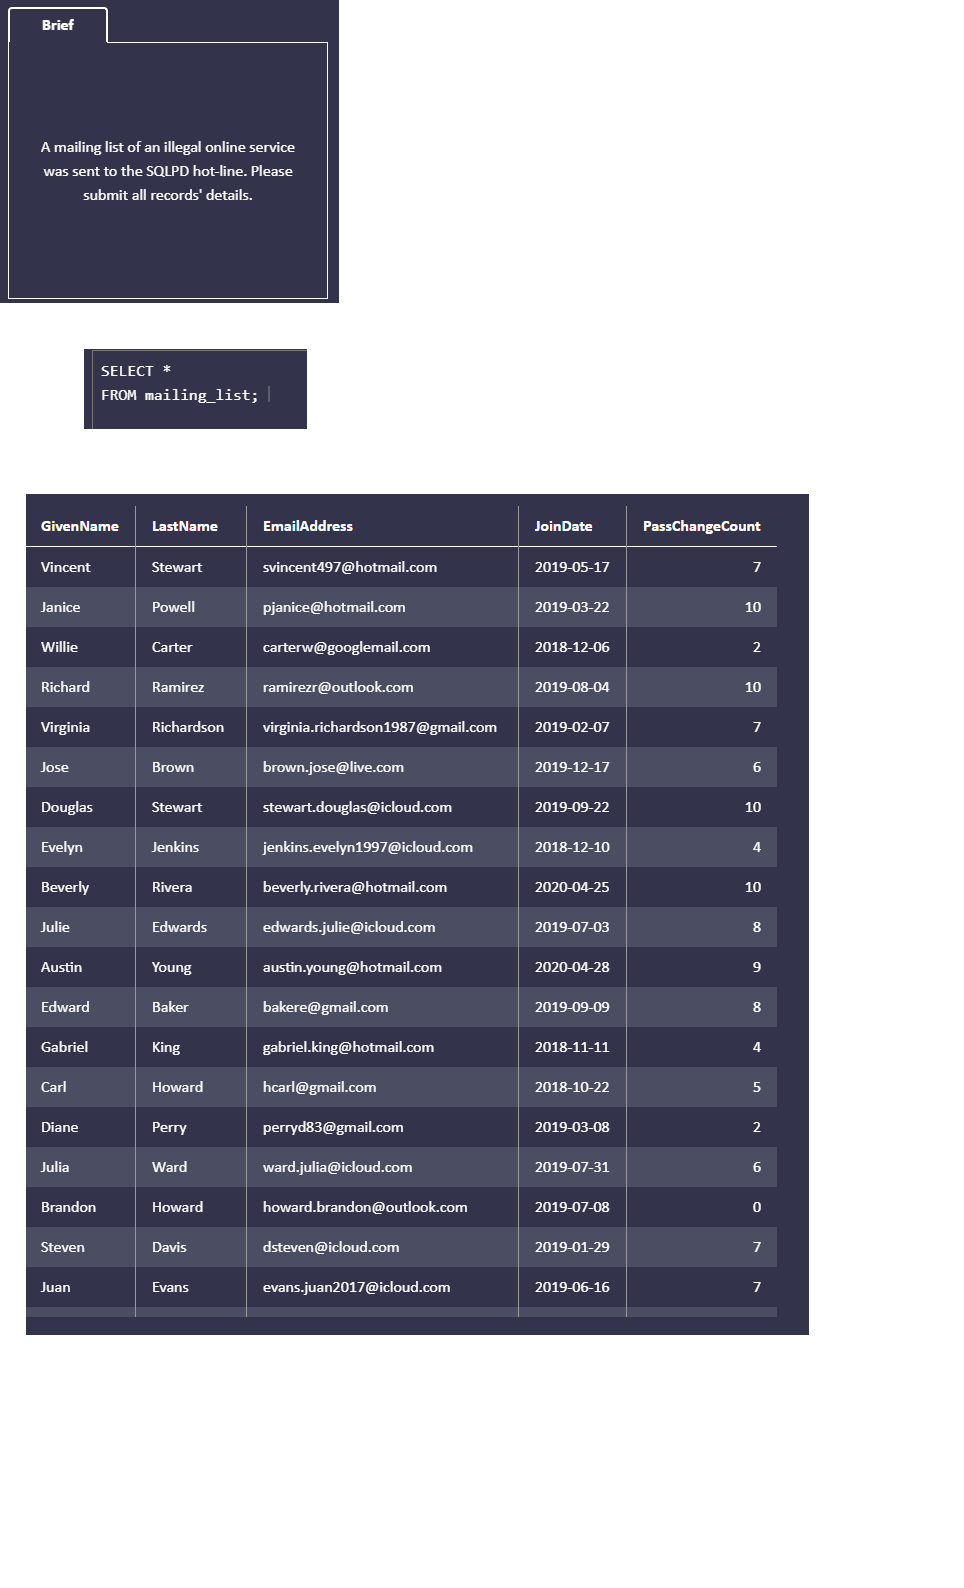 Brief
A mailing list of an illegal online service
was sent to the SQLPD hot-line. Please
submit all records' details.
SELECT *
FROM mailing_list;
GivenName LastName EmailAddress JoinDate PassChangeCount
Vincent Stewart svincent497@hotmail.com 2019-05-17 7
Janice Powell pjanice@hotmail.com 2019-03-22 10
Willie Carter carterw@googlemail.com 2018-12-06 2
Richard Ramirez ramirezr@outlook.com 2019-08-04 10
Virginia Richardson virginia.richardson1987@gmail.com 2019-02-07 7
Jose Brown brown.jose@live.com 2019-12-17 6
Douglas Stewart stewart.douglas@icloud.com 2019-09-22 10
Evelyn Jenkins jenkins.evelyn1997@icloud.com 2018-12-10 4
Beverly Rivera beverly.rivera@hotmail.com 2020-04-25 10
Julie Edwards edwards.julie@icloud.com 2019-07-03 8
Austin Young austin.young@hotmail.com 2020-04-28 9
Edward Baker bakere@gmail.com 2019-09-09 8
Gabriel King gabriel.king@hotmail.com 2018-11-11 4
Carl Howard hcarl@gmail.com 2018-10-22 5
Diane Perry perryd83@gmail.com 2019-03-08 2
Julia Ward ward.julia@icloud.com 2019-07-31 6
Brandon Howard howard.brandon@outlook.com 2019-07-08 0
Steven Davis dsteven@icloud.com 2019-01-29 7
Juan Evans evans.juan2017@icloud.com 2019-06-16 7